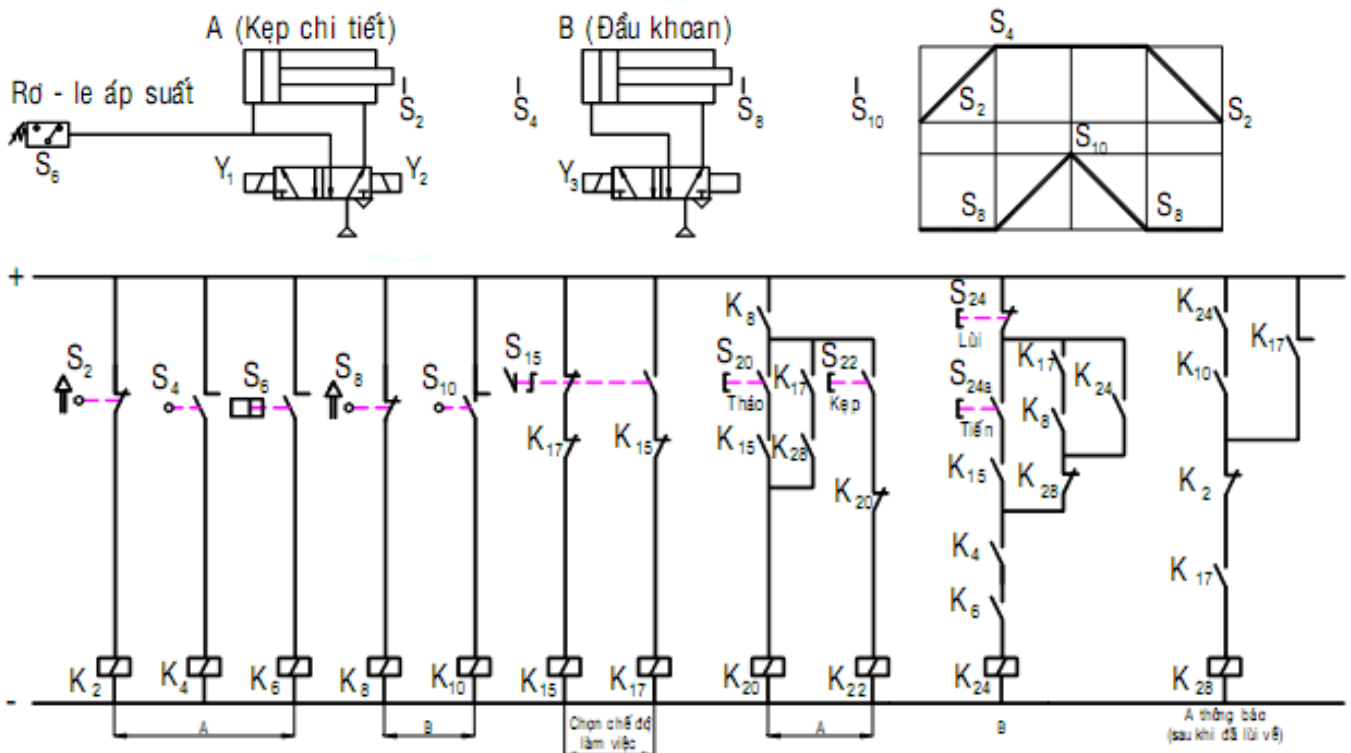 A (Kẹp chi tiết)
B (Đầu khoan)
Rơ - le áp suất
S6
S2
S4
Y1
Y2
S8
S10
Y3
S4
S2
S2
S10
S8
S8
+
S2
S4
S6
S8
S10
S15
K17
K15
K8
S20
Tháo
K17
S22
Kẹp
K15
K28
K20
S24
Lùi
S24a
Tiến
K17
K24
K8
K15
K28
K4
K6
K24
K17
K10
K2
K17
K2
K4
K6
K8
K10
K15
K17
K20
K22
K24
K28
-
A
B
Chọn chế độ
làm việc
A
B
A thông báo
(sau khi đã lùi về)